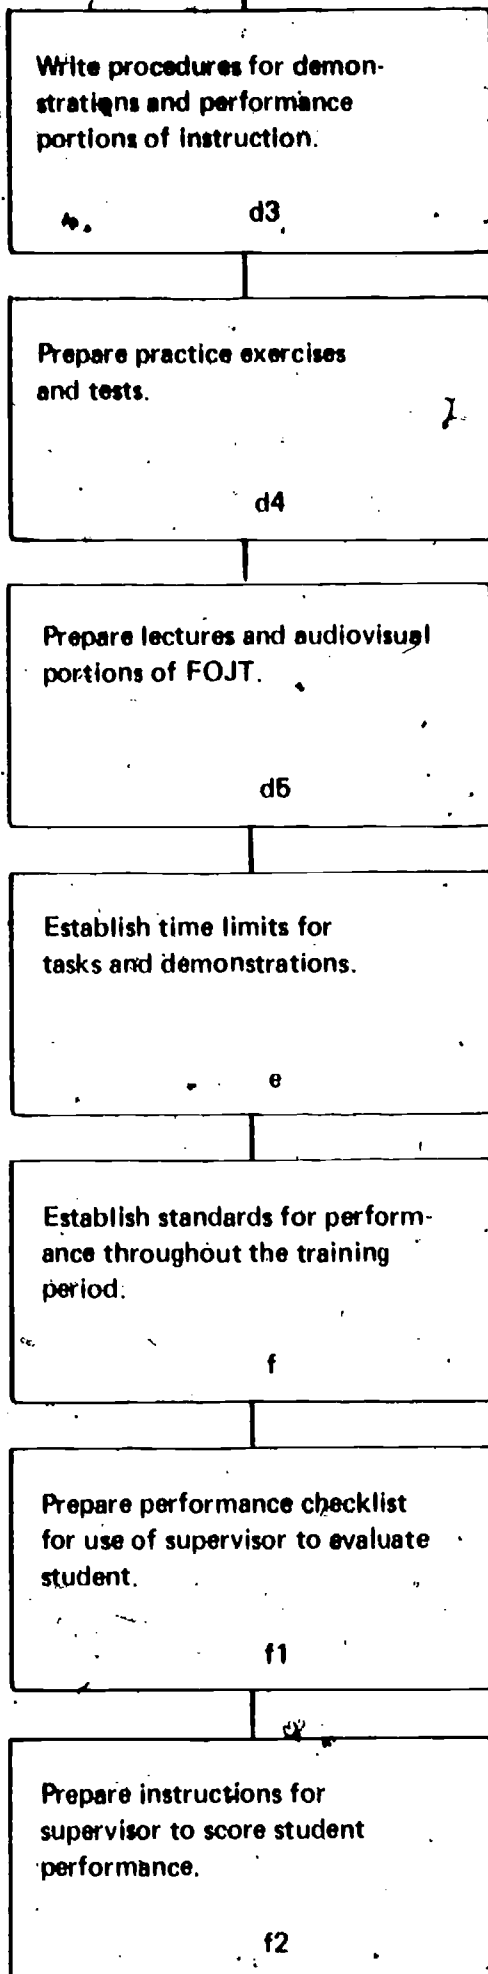 Write procedures for demon-
strations and performance
portions of instruction.
d3
Prepare practice exercises
and tests.
d4
Prepare lectures and audiovisual
portions of FOJT.
d5
Establish time limits for
tasks and demonstrations.
e
Establish standards for perform-
ance throughout the training
period.
f
Prepare performance checklist
for use of supervisor to evaluate
student.
f1
Prepare instructions for
supervisor to score student
performance.
f2